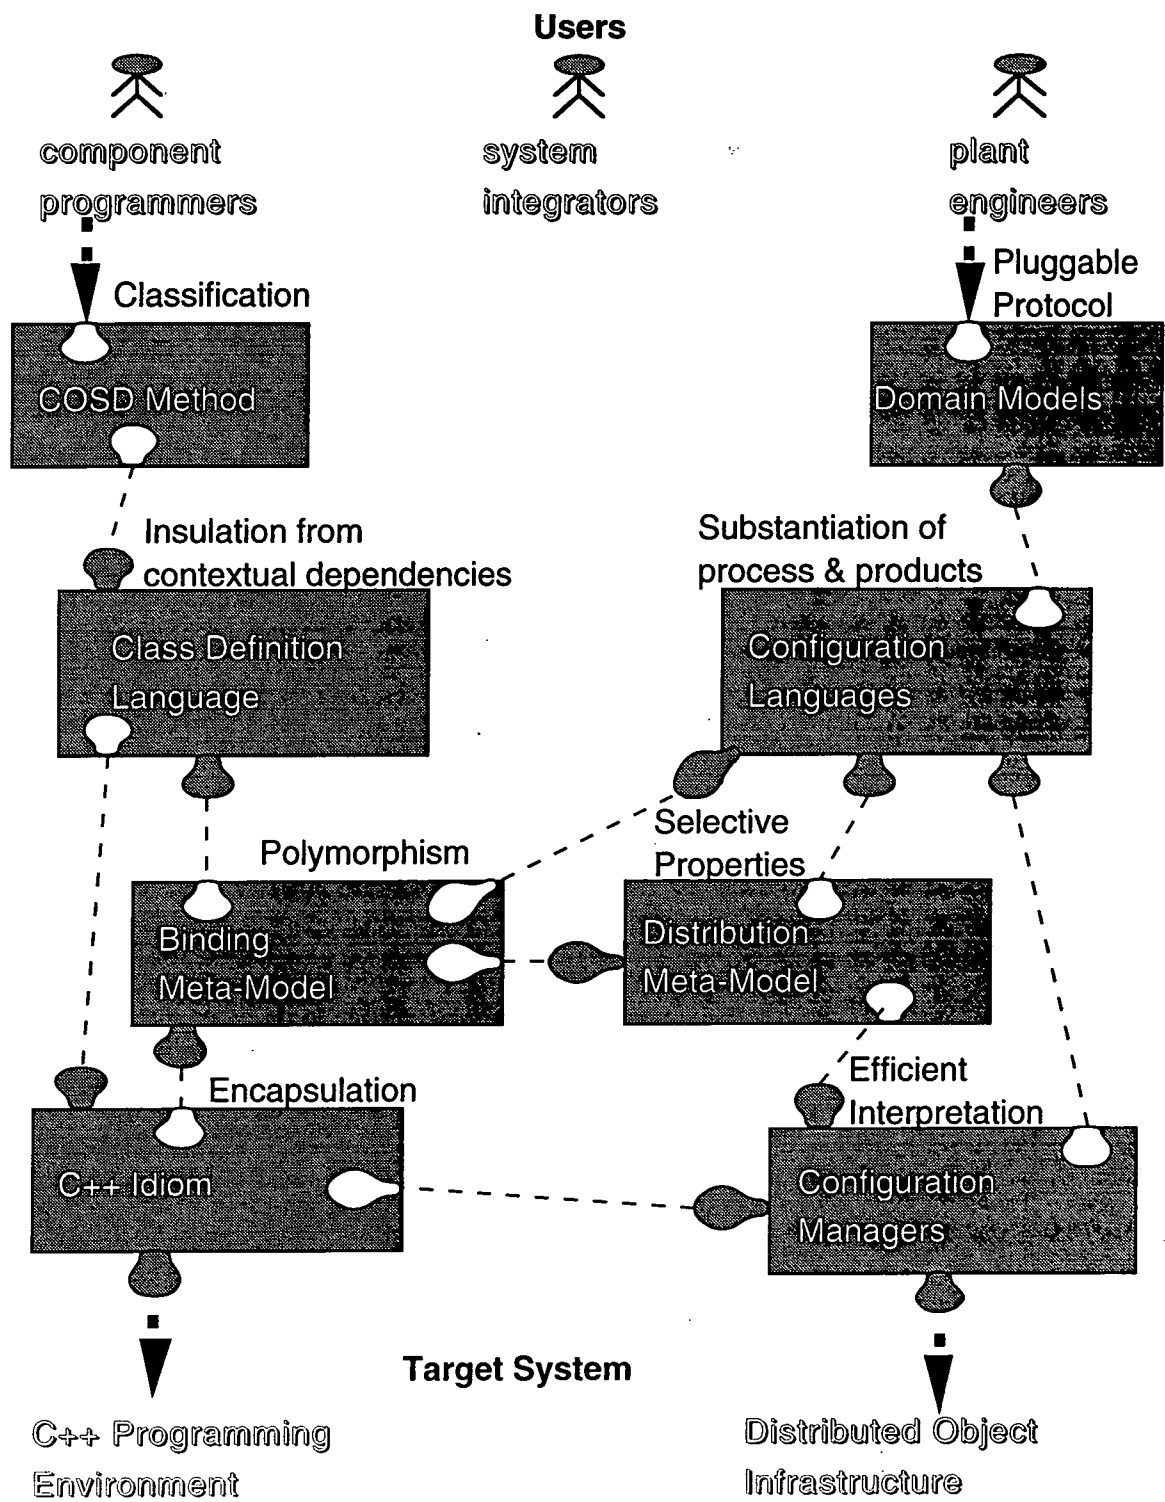 Users
component
programmers
system
integrators
plant
engineers
Classification
Pluggable
Protocol
COSD Method
Domain Models
Insulation from
contextual dependencies
Substantiation of
process & products
Class Definition
Language
Configuration
Languages
Polymorphism
Selective
Properties
Binding
Meta-Model
Distribution
Meta-Model
Encapsulation
Efficient
Interpretation
C++ Idiom
Configuration
Managers
Target System
C++ Programming
Environment
Distributed Object
Infrastructure